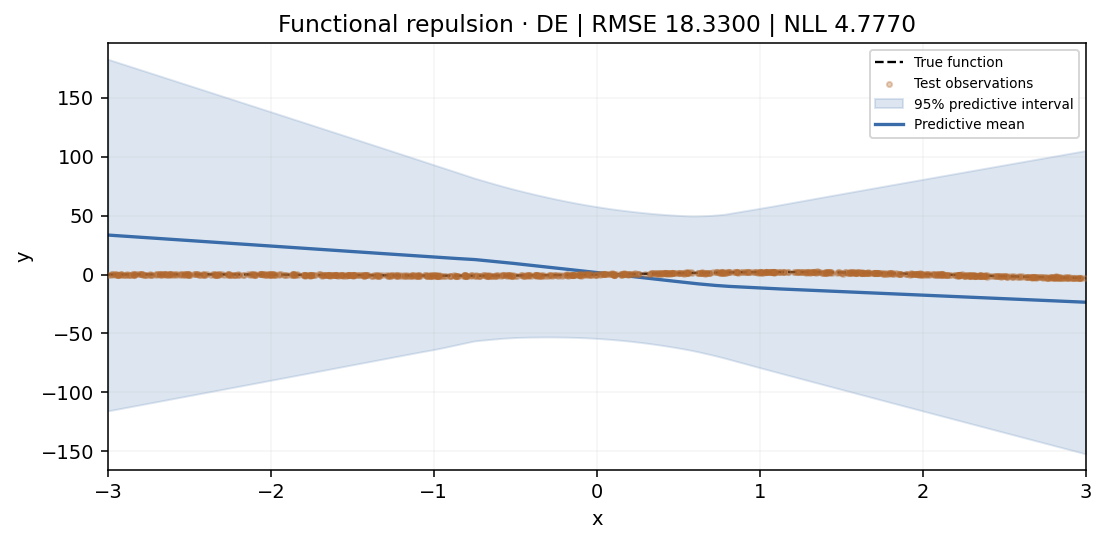 Functional repulsion · DE | RMSE 18.3300 | NLL 4.7770
True function
Test observations
95% predictive interval
Predictive mean
150
100
50
0
−50
−100
−150
y
−3
−2
−1
0
1
2
3
x